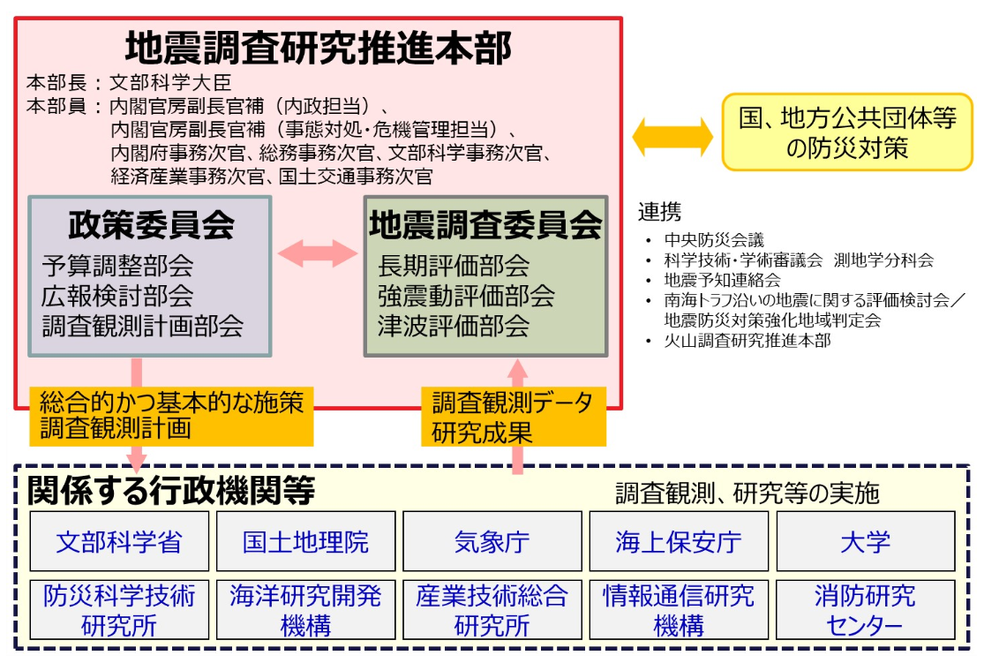 地震調査研究推進本部
本部長：文部科学大臣
本部員：内閣官房副長官補（内政担当）、
内閣官房副長官補（事態対処・危機管理担当）、
内閣府事務次官、総務事務次官、文部科学事務次官、
経済産業事務次官、国土交通事務次官
政策委員会
予算調整部会
広報検討部会
調査観測計画部会
地震調査委員会
長期評価部会
強震動評価部会
津波評価部会
国、地方公共団体等
の防災対策
連携
• 中央防災会議
• 科学技術・学術審議会 測地学分科会
• 地震予知連絡会
• 南海トラフ沿いの地震に関する評価検討会／
地震防災対策強化地域判定会
• 火山調査研究推進本部
総合的かつ基本的な施策
調査観測計画
調査観測データ
研究成果
関係する行政機関等
調査観測、研究等の実施
文部科学省
国土地理院
気象庁
海上保安庁
大学
防災科学技術
研究所
海洋研究開発
機構
産業技術総合
研究所
情報通信研究
機構
消防研究
センター